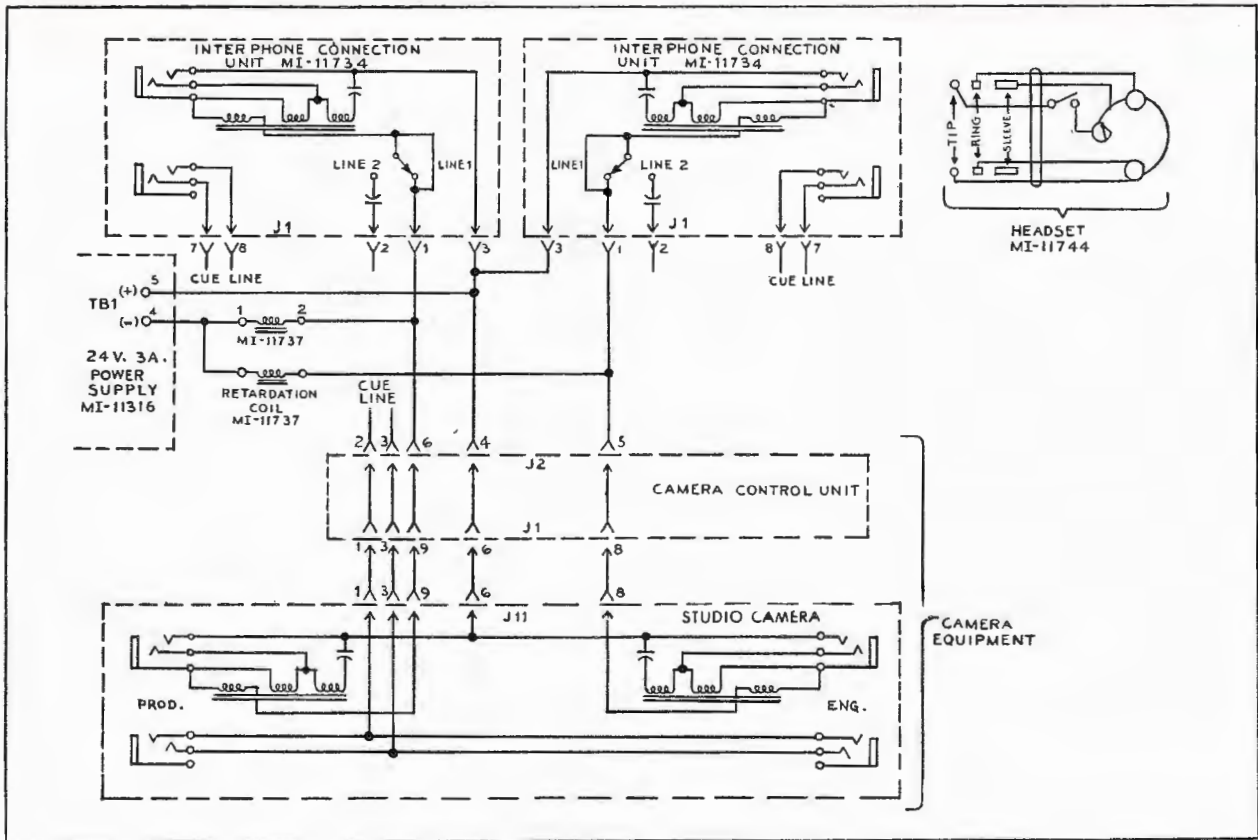 INTERPHONE CONNECTION
UNIT MI-11734
LINE 2
LINE 1
J1
7
8
2
1
3
CUE LINE
INTERPHONE CONNECTION
UNIT MI-11734
LINE 1
LINE 2
J1
3
1
2
8
7
CUE LINE
TIP
RING
SLEEVE
HEADSET
MI-11744
TB1
(+)
5
(-)
4
24V. 3A.
POWER
SUPPLY
MI-11316
1
2
MI-11737
RETARDATION
COIL
MI-11737
CUE
LINE
2
3
6
4
5
J2
CAMERA CONTROL UNIT
J1
1
3
9
6
8
1
3
9
6
8
J11
STUDIO CAMERA
CAMERA
EQUIPMENT
PROD.
ENG.